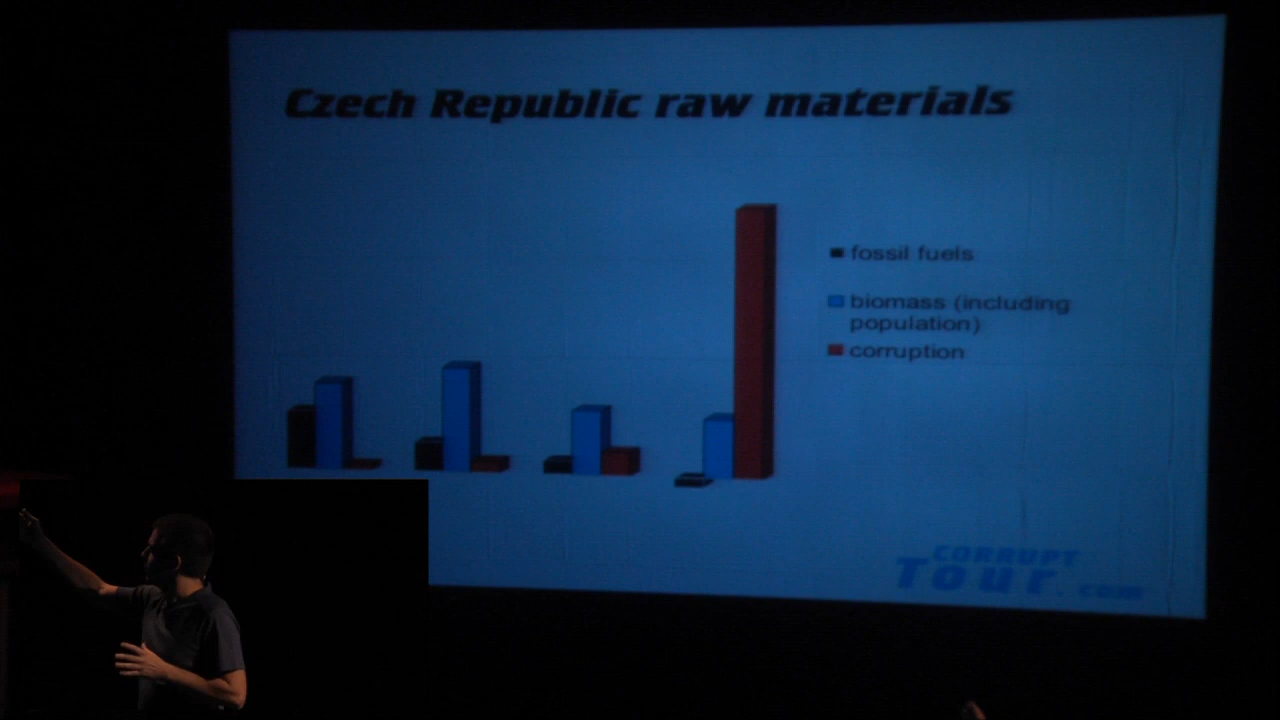 Czech Republic raw materials
fossil fuels
biomass (including
population)
corruption
CORRUPT
Tour.com